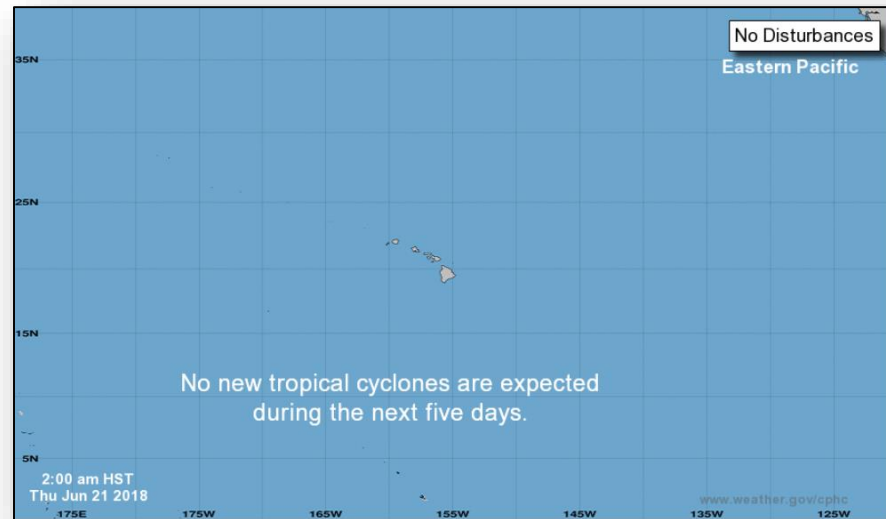 No Disturbances
Eastern Pacific
35N
25N
15N
No new tropical cyclones are expected
during the next five days.
5N
2:00 am HST
Thu Jun 21 2018
www.weather.gov/cphc
175E 175W 165W 155W 145W 135W 125W